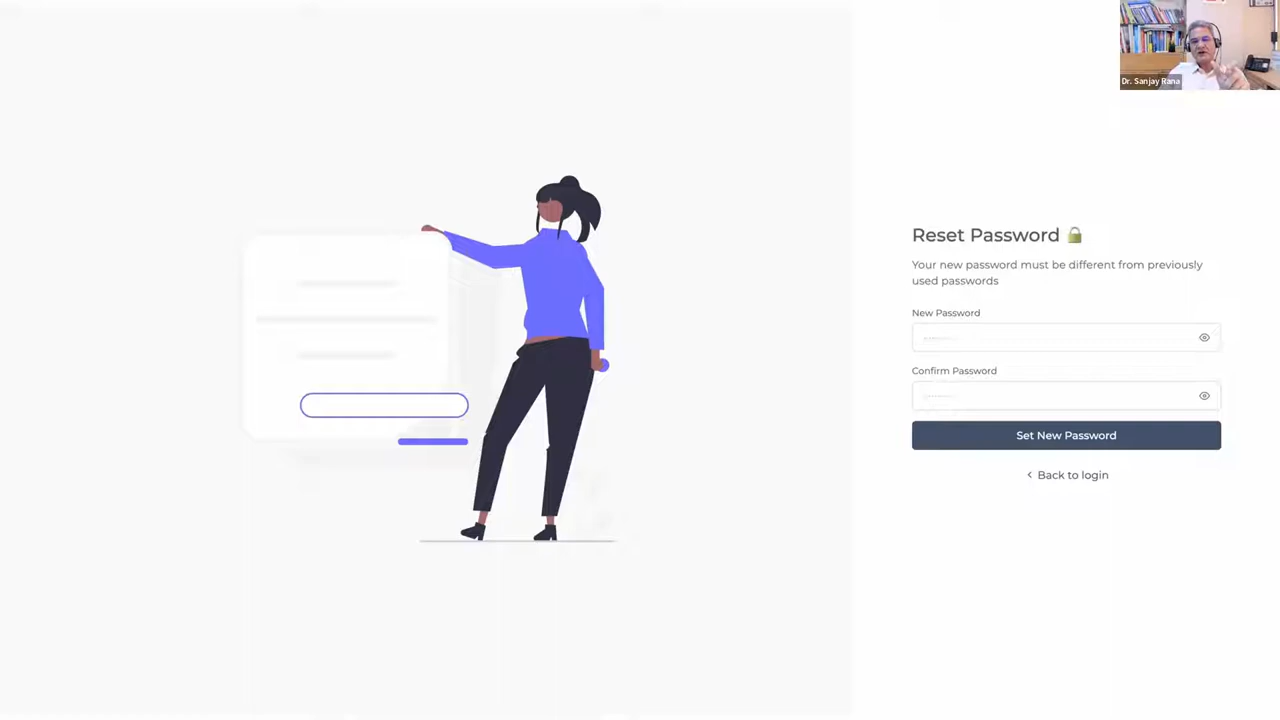 Dr. Sanjay Rana
Reset Password
Your new password must be different from previously
used passwords
New Password
Confirm Password
Set New Password
Back to login